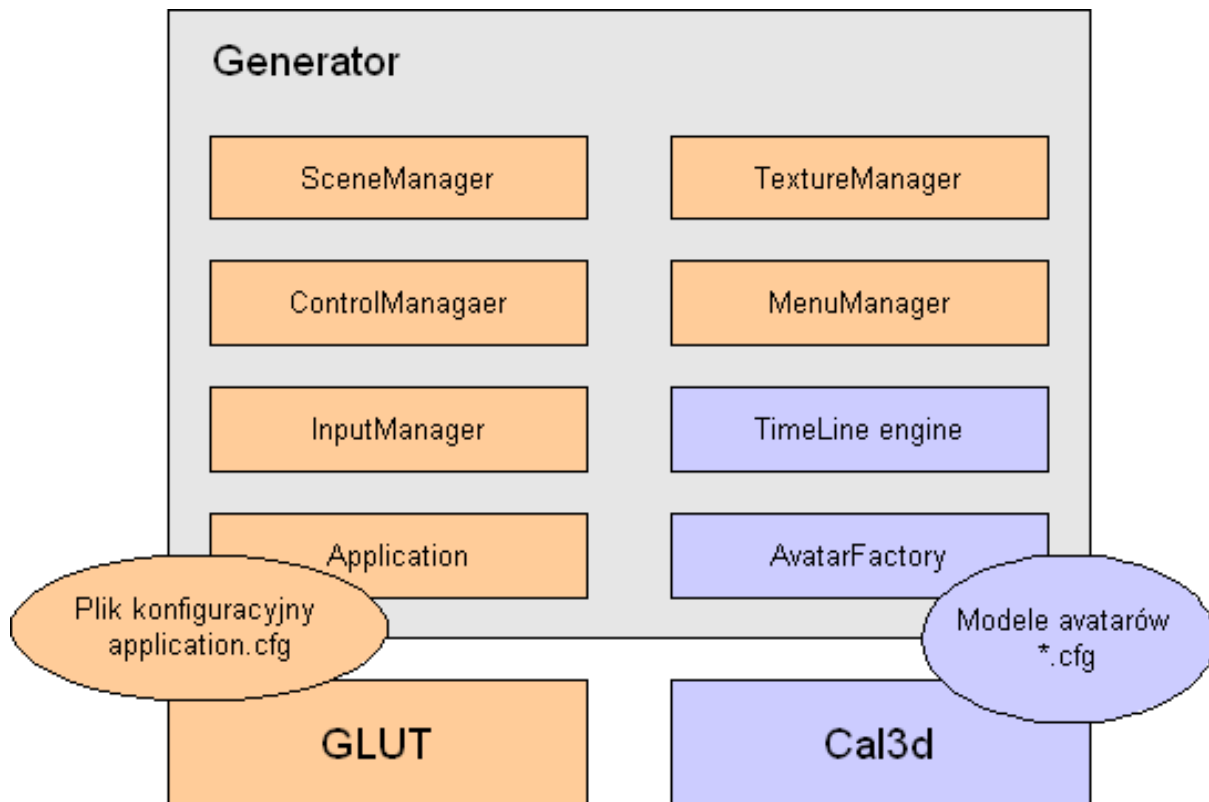 Generator
SceneManager
TextureManager
ControlManagaer
MenuManager
InputManager
TimeLine engine
Application
AvatarFactory
Plik konfiguracyjny
application.cfg
Modele avatarów
*.cfg
GLUT
Cal3d